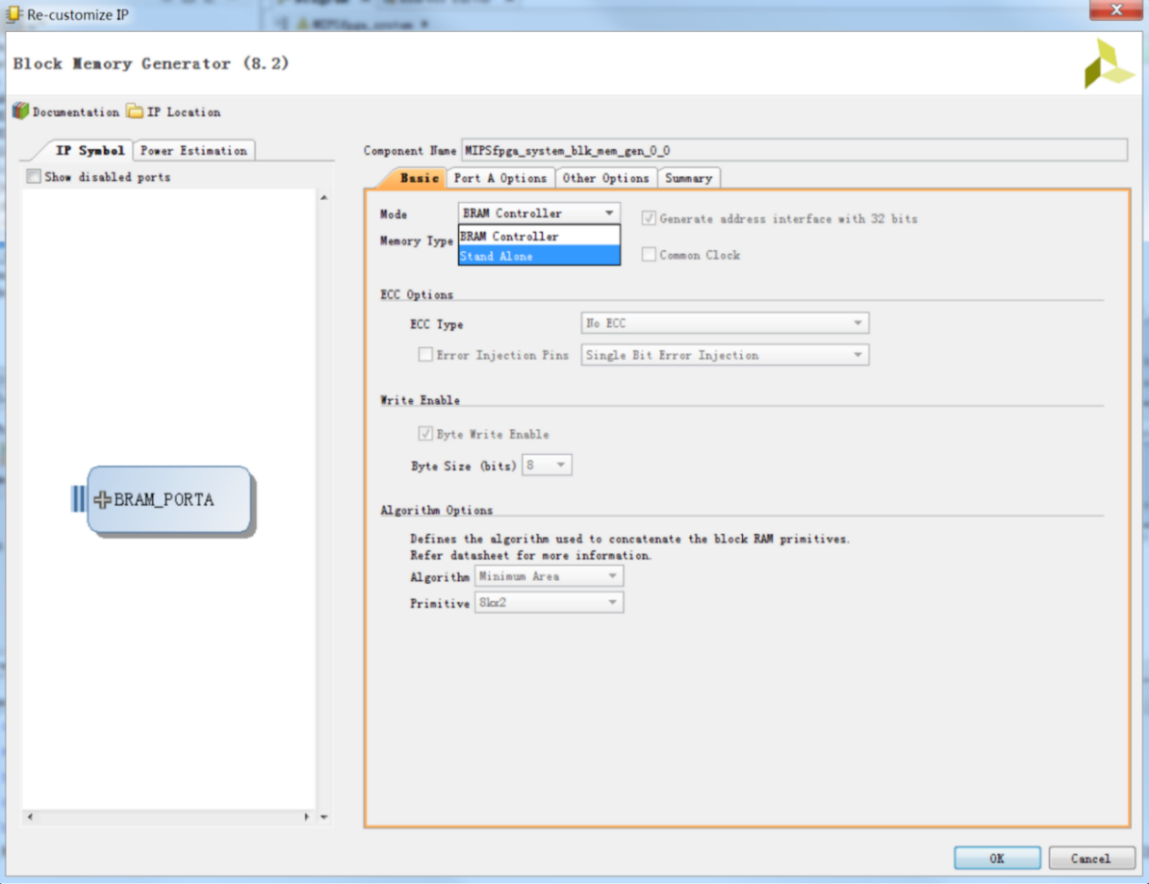 Re-customize IP
Block Memory Generator (8.2)
Documentation IP Location
IP Symbol Power Estimation
Show disabled ports
BRAM_PORTA
Component Name MIPSfpga_system_blk_mem_gen_0_0
Basic Port A Options Other Options Summary
Mode BRAM Controller Generate address interface with 32 bits
BRAM Controller
Memory Type
Stand Alone Common Clock
ECC Options
ECC Type No ECC
Error Injection Pins Single Bit Error Injection
Write Enable
Byte Write Enable
Byte Size (bits) 8
Algorithm Options
Defines the algorithm used to concatenate the block RAM primitives.
Refer datasheet for more information.
Algorithm Minimum Area
Primitive 8kx2
OK Cancel